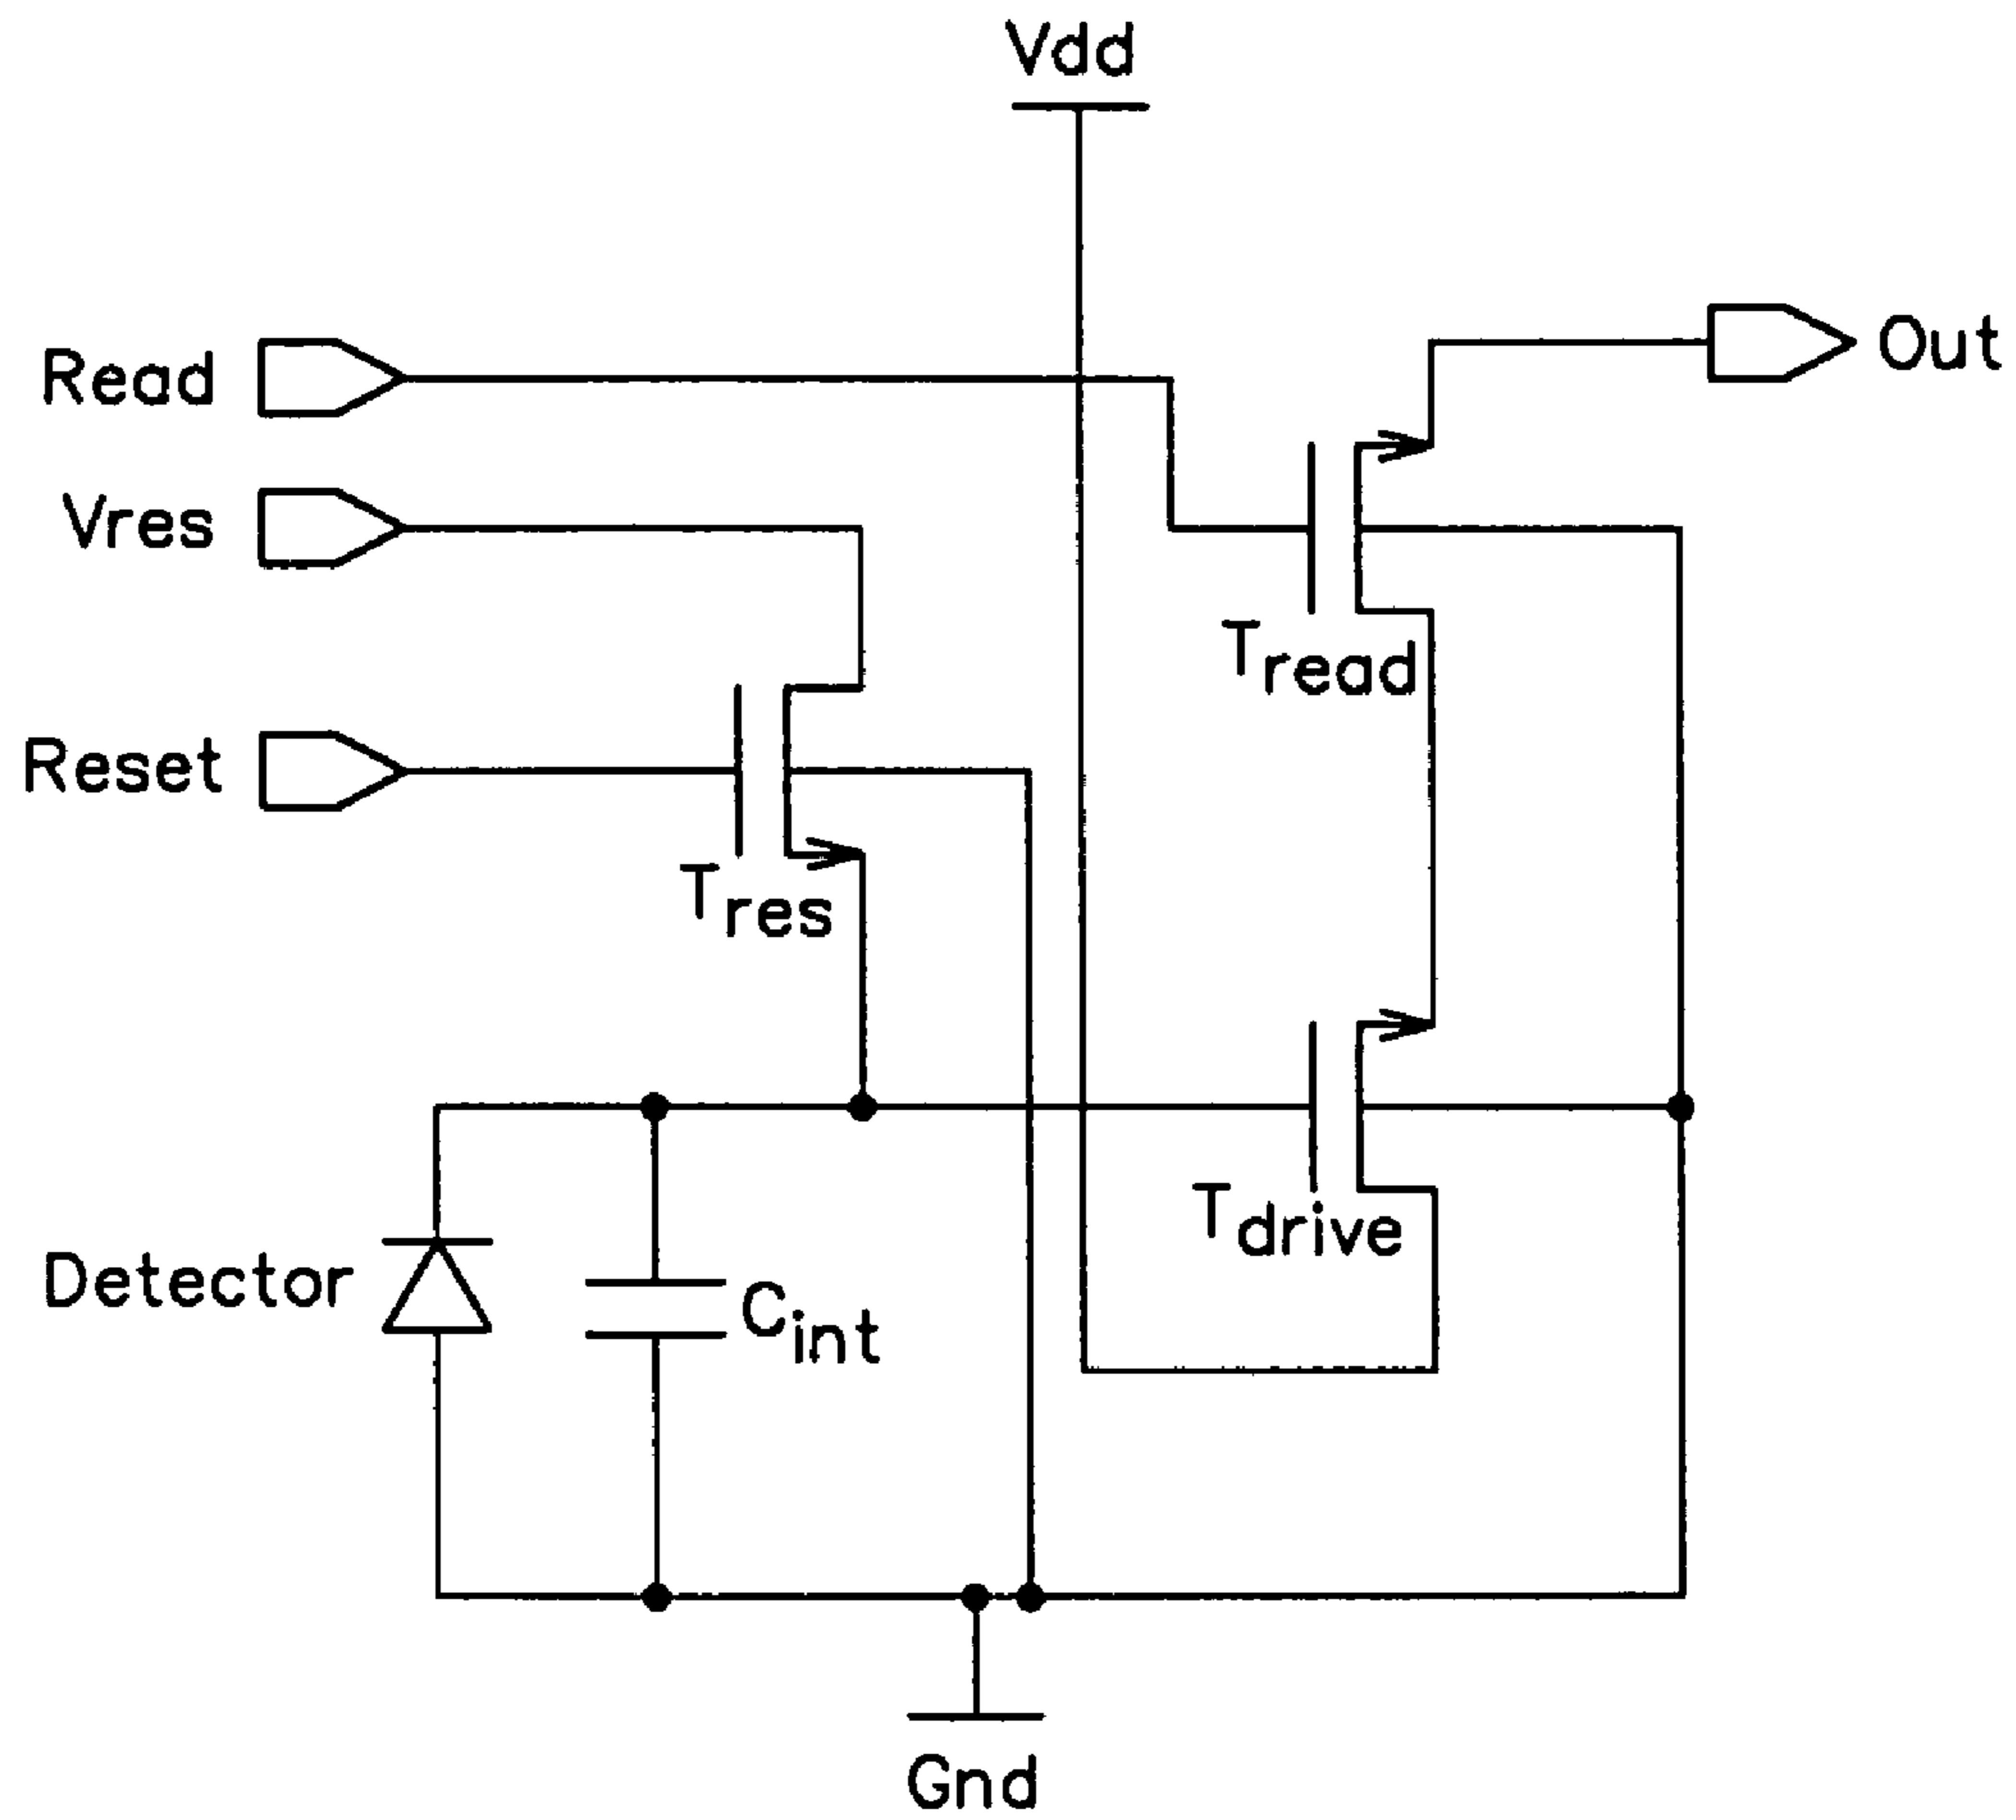 Vdd
Read
Out
Vres
Tread
Reset
Tres
Tdrive
Detector
Cint
Gnd